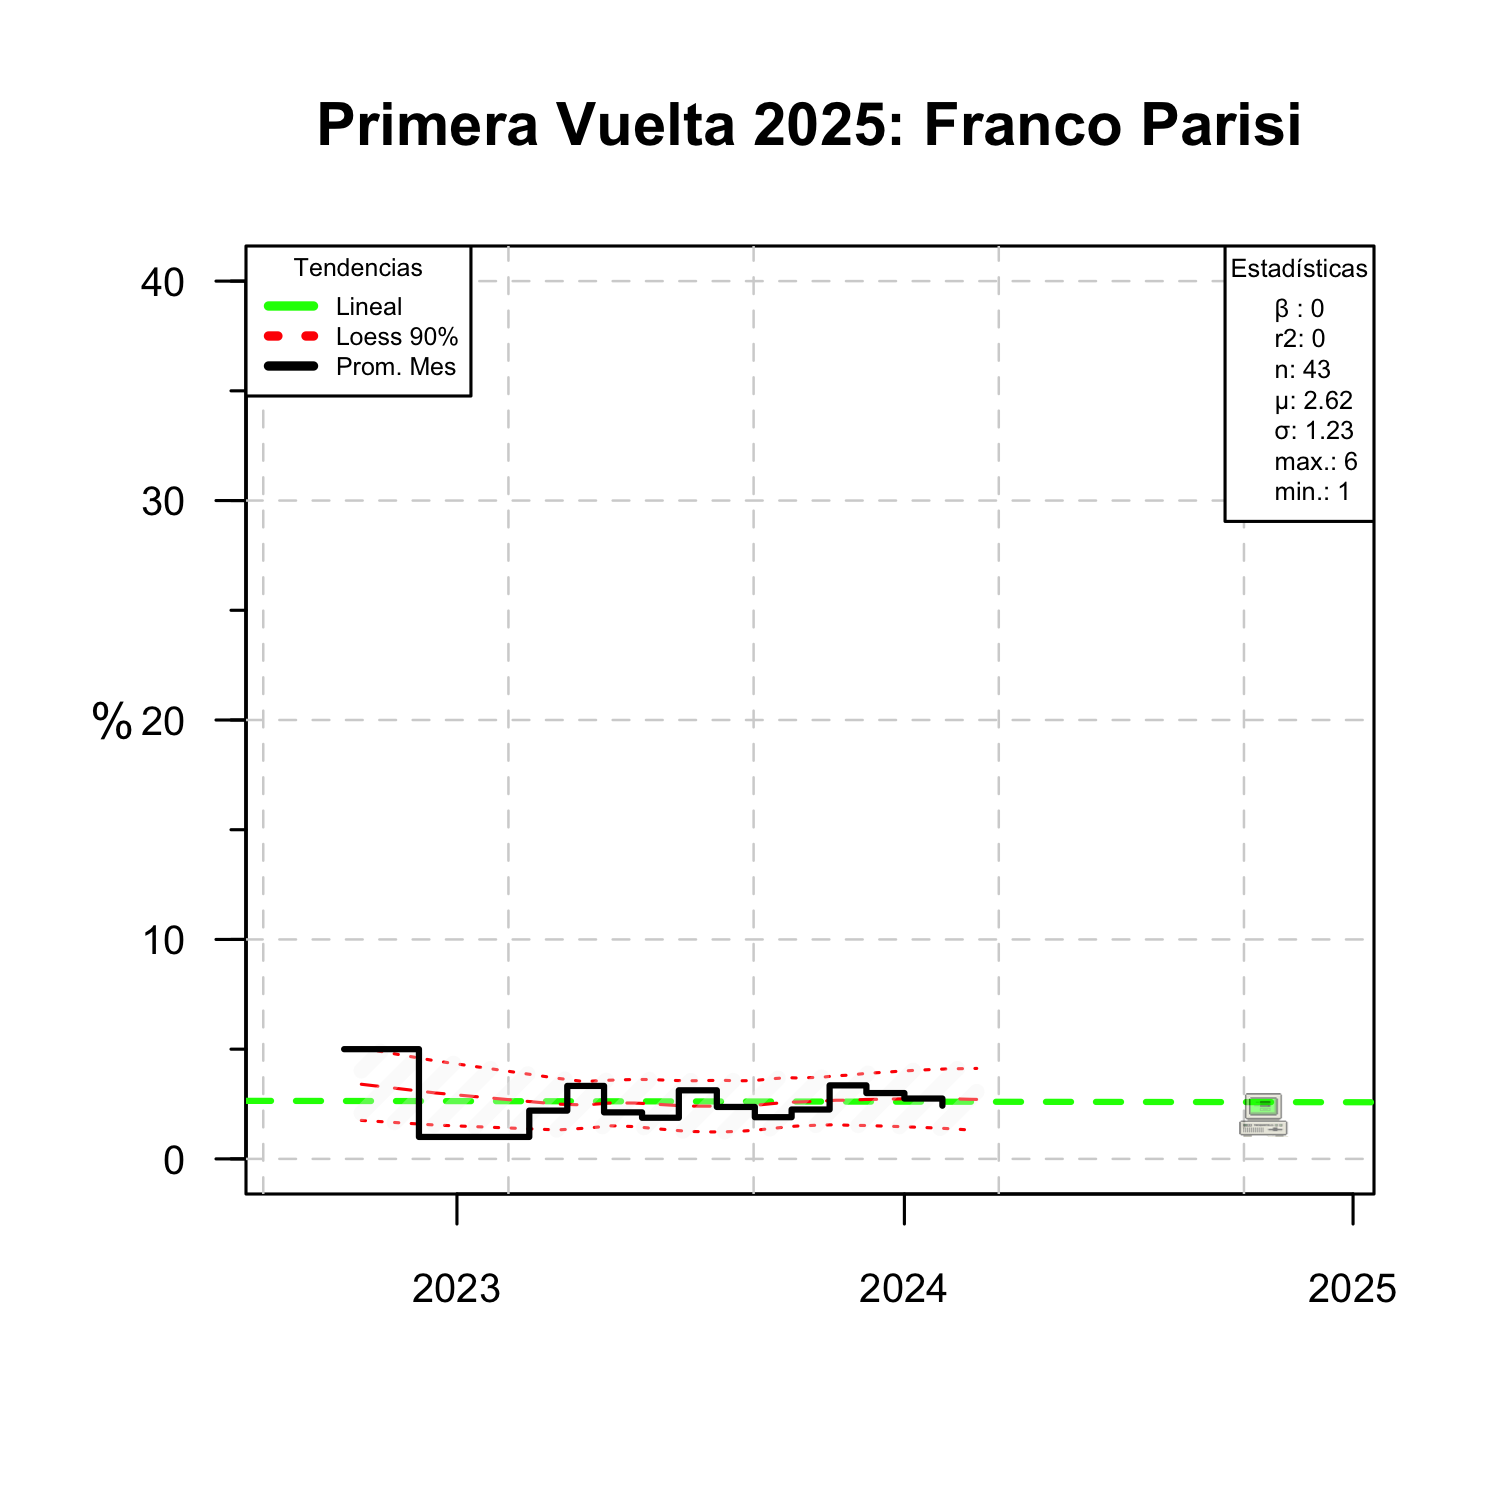 Primera Vuelta 2025: Franco Parisi
Tendencias
Lineal
Loess 90%
Prom. Mes
Estadísticas
β : 0
r2: 0
n: 43
μ: 2.62
σ: 1.23
max.: 6
min.: 1
40
30
% 20
10
0
2023 2024 2025